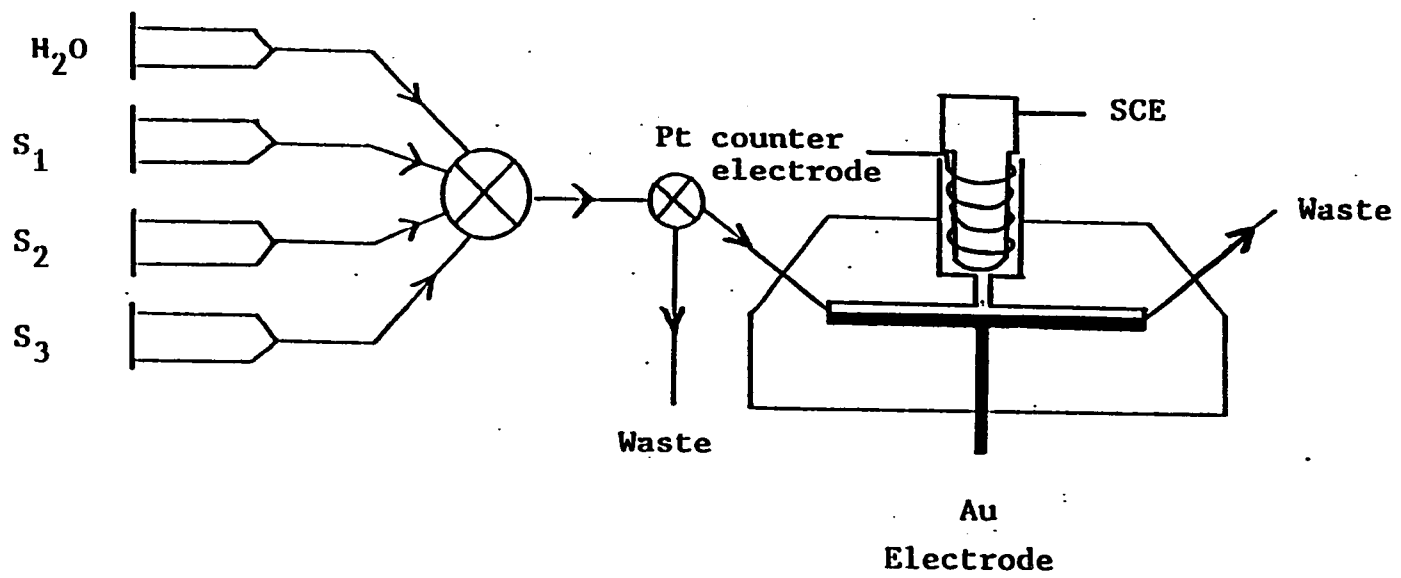 H₂O
S₁
S₂
S₃
Pt counter
electrode
SCE
Waste
Waste
Au
Electrode